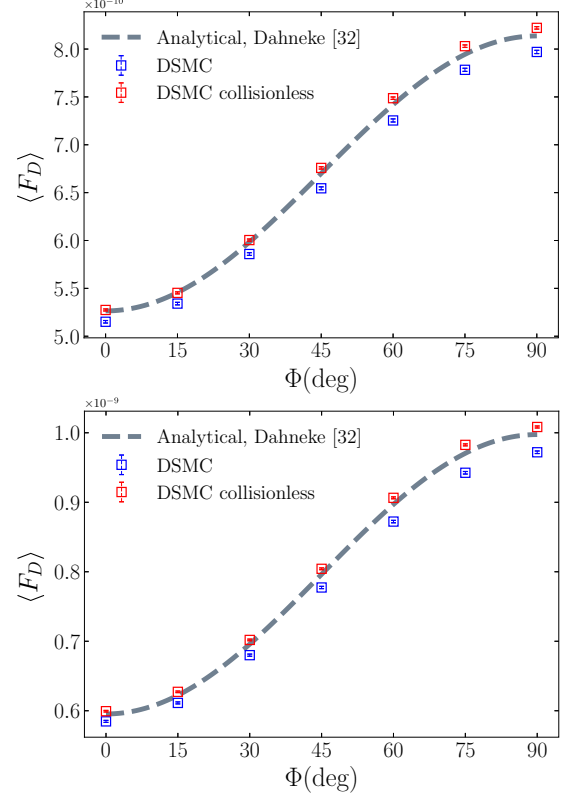 ×10⁻¹⁰
8.0
7.5
7.0
6.5
6.0
5.5
5.0
⟨F_D⟩
Analytical, Dahneke [32]
DSMC
DSMC collisionless
0 15 30 45 60 75 90
Φ(deg)
×10⁻⁹
1.0
0.9
0.8
0.7
0.6
⟨F_D⟩
Analytical, Dahneke [32]
DSMC
DSMC collisionless
0 15 30 45 60 75 90
Φ(deg)